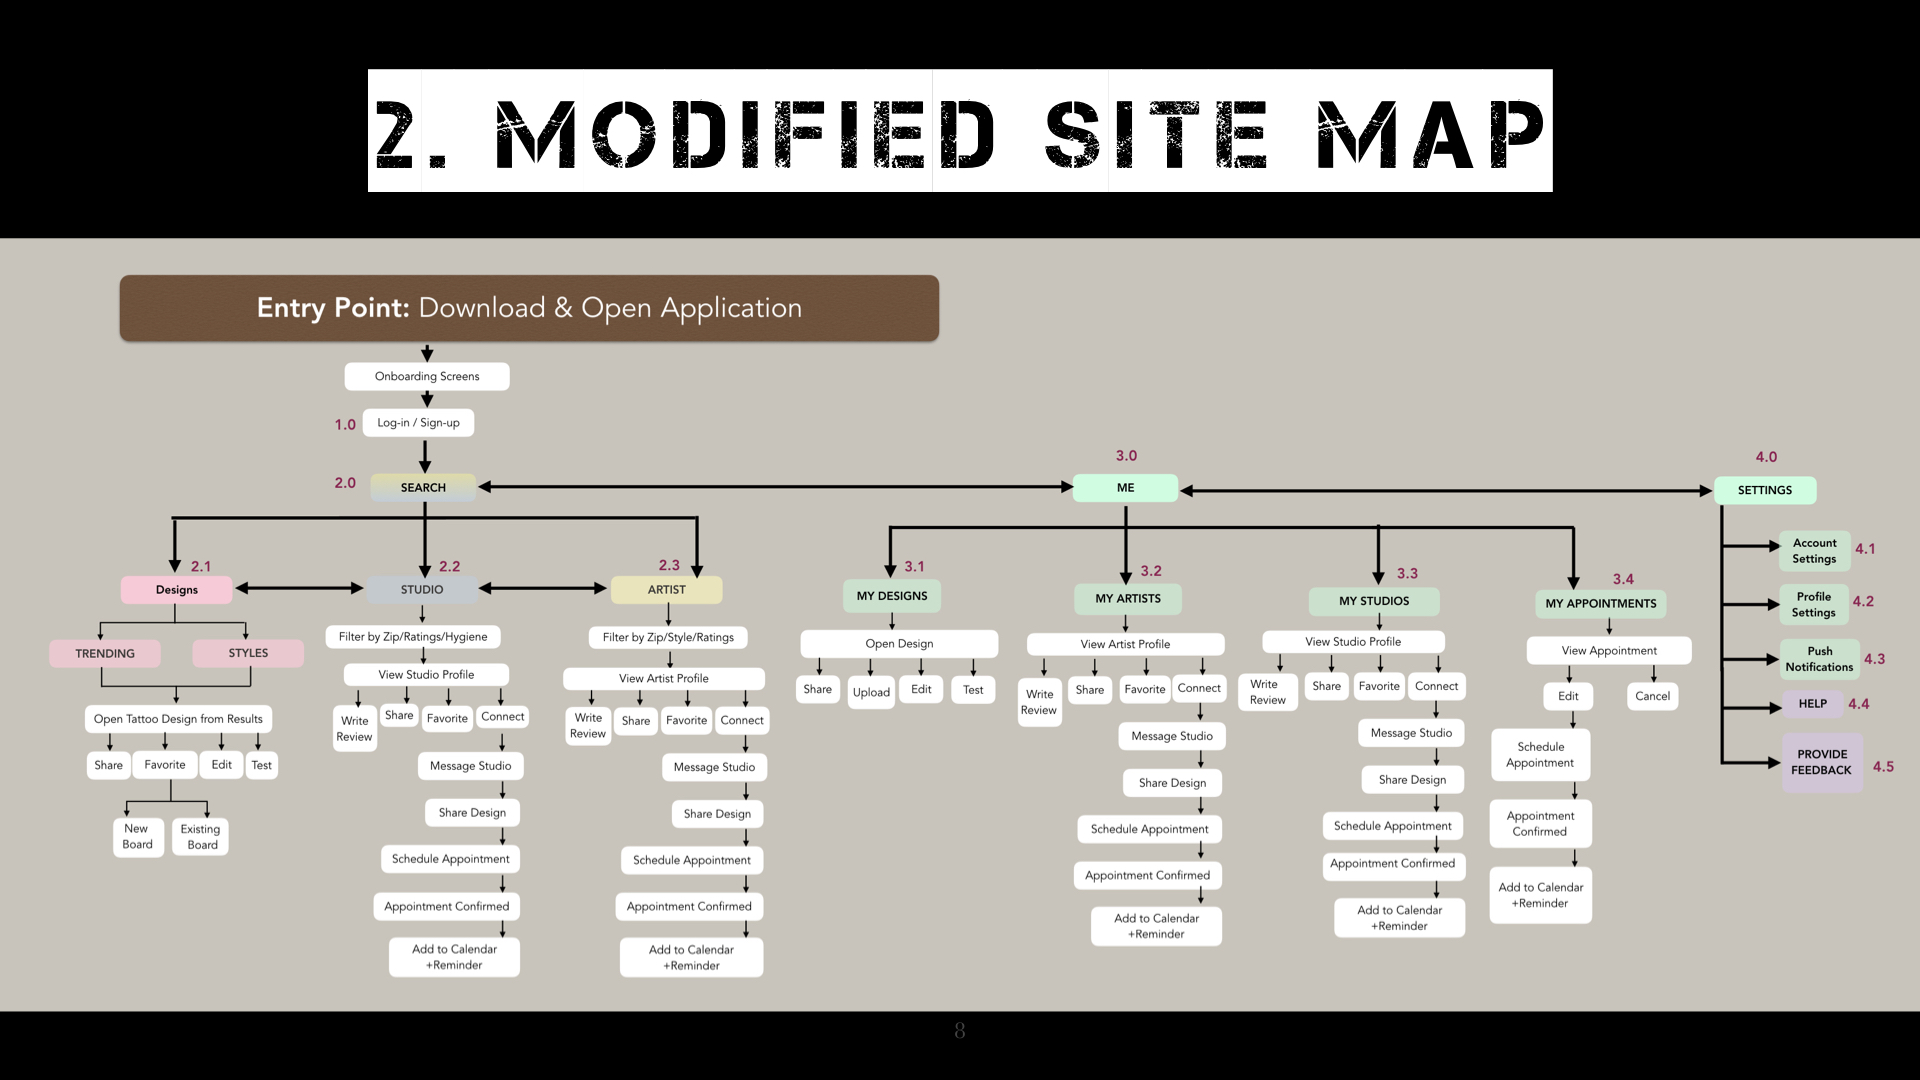 2. MODIFIED SITE MAP
Entry Point: Download & Open Application
Onboarding Screens
1.0
Log-in / Sign-up
2.0
SEARCH
3.0
ME
4.0
SETTINGS
2.1
Designs
TRENDING
STYLES
Open Tattoo Design from Results
Share
Favorite
Edit
Test
New
Board
Existing
Board
2.2
STUDIO
Filter by Zip/Ratings/Hygiene
View Studio Profile
Write
Review
Share
Favorite
Connect
Message Studio
Share Design
Schedule Appointment
Appointment Confirmed
Add to Calendar
+Reminder
2.3
ARTIST
Filter by Zip/Style/Ratings
View Artist Profile
Write
Review
Share
Favorite
Connect
Message Studio
Share Design
Schedule Appointment
Appointment Confirmed
Add to Calendar
+Reminder
3.1
MY DESIGNS
Open Design
Share
Upload
Edit
Test
3.2
MY ARTISTS
View Artist Profile
Write
Review
Share
Favorite
Connect
Message Studio
Share Design
Schedule Appointment
Appointment Confirmed
Add to Calendar
+Reminder
3.3
MY STUDIOS
View Studio Profile
Write
Review
Share
Favorite
Connect
Message Studio
Share Design
Schedule Appointment
Appointment Confirmed
Add to Calendar
+Reminder
3.4
MY APPOINTMENTS
View Appointment
Edit
Cancel
Schedule
Appointment
Appointment
Confirmed
Add to Calendar
+Reminder
Account
Settings
4.1
Profile
Settings
4.2
Push
Notifications
4.3
HELP
4.4
PROVIDE
FEEDBACK
4.5
8